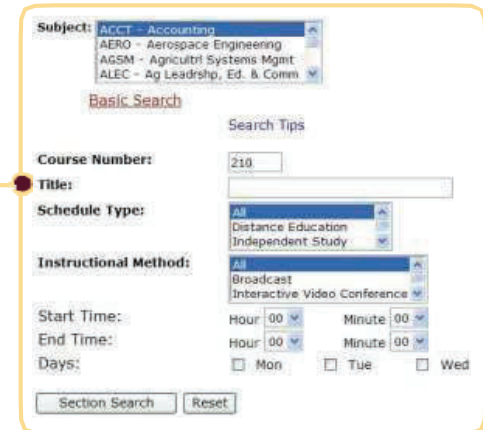 Subject: ACCT - Accounting
AERO - Aerospace Engineering
AGSM - Agricultrl Systems Mgmt
ALEC - Ag Leadrshp, Ed. & Comm
Basic Search
Search Tips
Course Number: 210
Title:
Schedule Type: All
Distance Education
Independent Study
Instructional Method: All
Broadcast
Interactive Video Conference
Start Time: Hour 00 Minute 00
End Time: Hour 00 Minute 00
Days: Mon Tue Wed
Section Search Reset